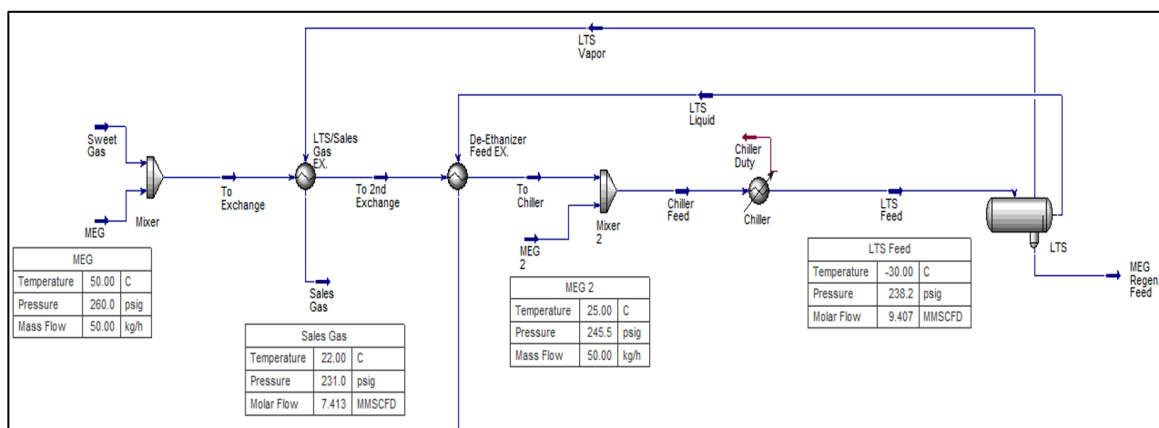 LTS
Vapor
LTS
Liquid
Sweet
Gas
LTS/Sales
Gas
EX.
De-Ethanizer
Feed EX.
Chiller
Duty
To
Exchange
To 2nd
Exchange
To
Chiller
Chiller
Feed
Chiller
LTS
Feed
Mixer
MEG
Mixer
2
MEG
2
LTS
MEG
Regen
Feed
Sales
Gas
MEG
Temperature 50.00 C
Pressure 260.0 psig
Mass Flow 50.00 kg/h
Sales Gas
Temperature 22.00 C
Pressure 231.0 psig
Molar Flow 7.413 MMSCFD
MEG 2
Temperature 25.00 C
Pressure 245.5 psig
Mass Flow 50.00 kg/h
LTS Feed
Temperature -30.00 C
Pressure 238.2 psig
Molar Flow 9.407 MMSCFD